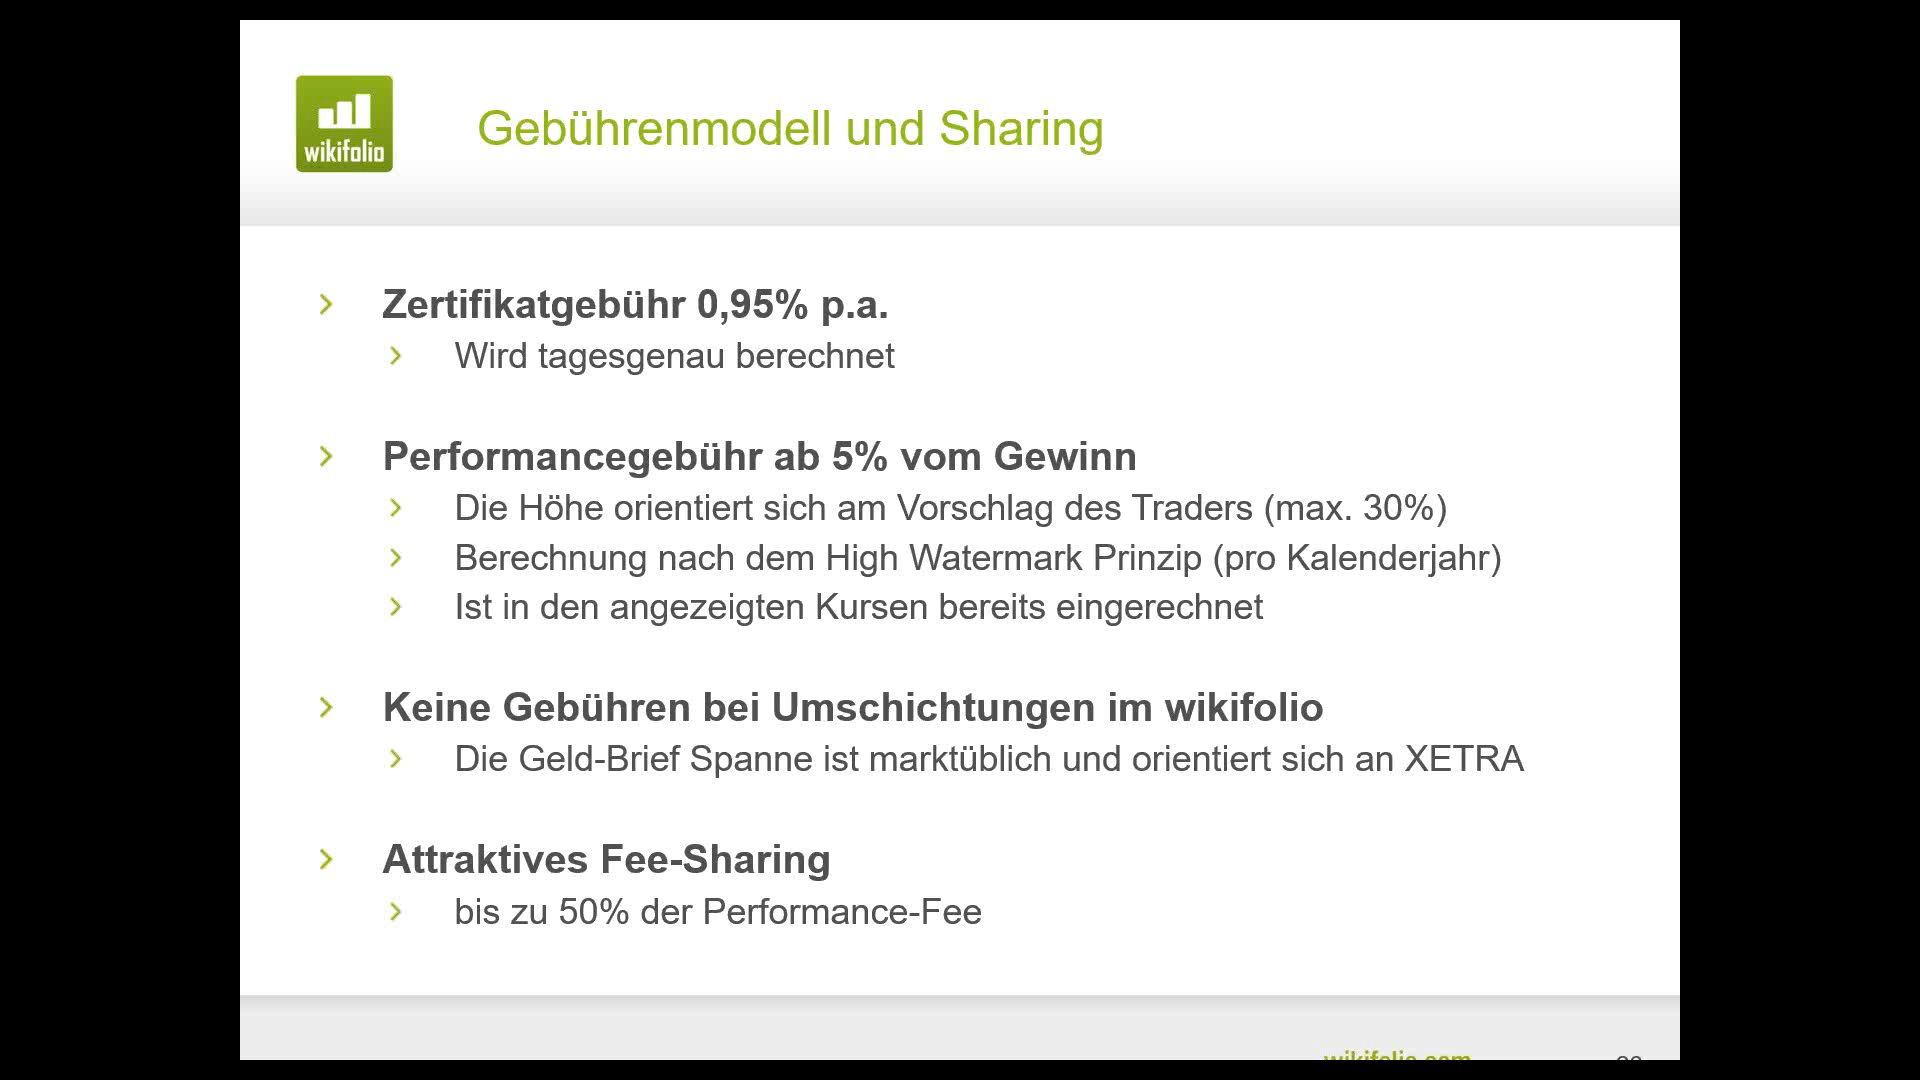 wikifolio
Gebührenmodell und Sharing
Zertifikatgebühr 0,95% p.a.
Wird tagesgenau berechnet
Performancegebühr ab 5% vom Gewinn
Die Höhe orientiert sich am Vorschlag des Traders (max. 30%)
Berechnung nach dem High Watermark Prinzip (pro Kalenderjahr)
Ist in den angezeigten Kursen bereits eingerechnet
Keine Gebühren bei Umschichtungen im wikifolio
Die Geld-Brief Spanne ist marktüblich und orientiert sich an XETRA
Attraktives Fee-Sharing
bis zu 50% der Performance-Fee
wikifolio.com